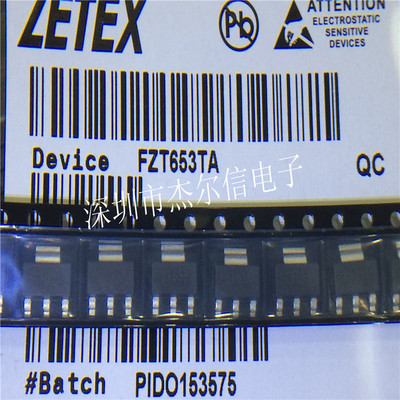 ZETEX
Pb
ATTENTION
ELECTROSTATIC
SENSITIVE
DEVICES
Device FZT653TA QC
深圳市杰尔信电子
#Batch PIDO153575